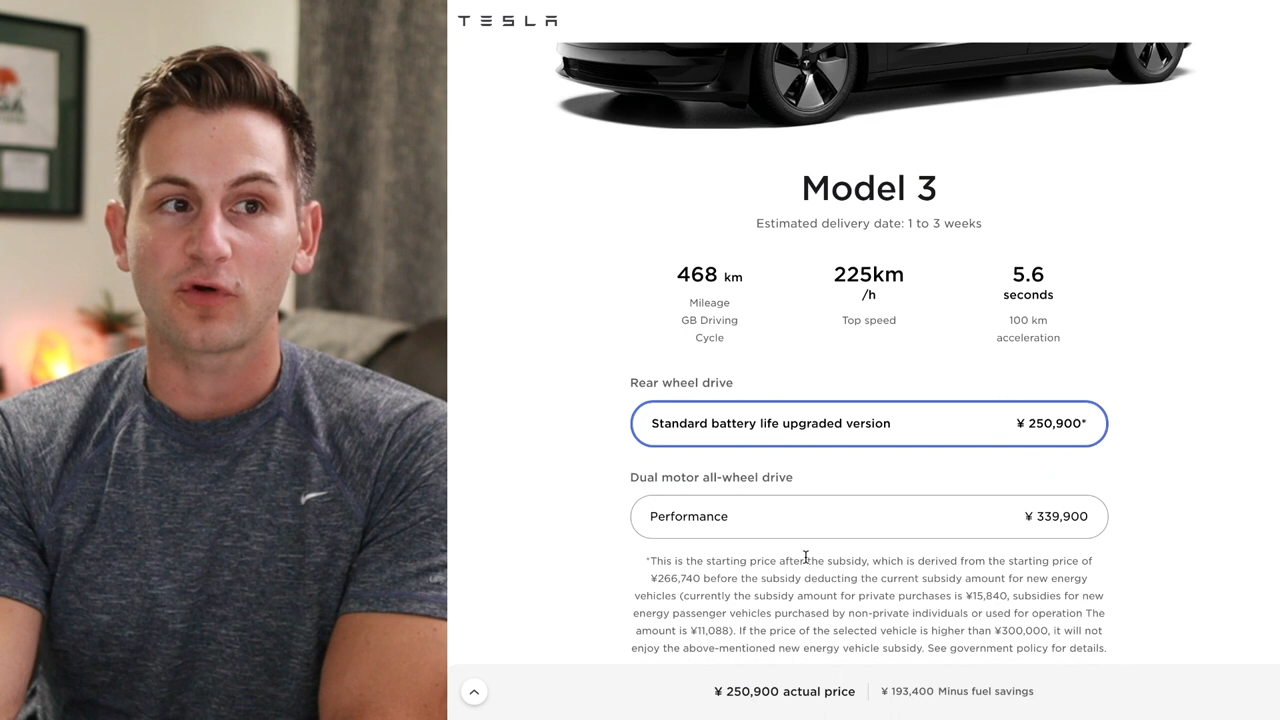 TESLA
Model 3
Estimated delivery date: 1 to 3 weeks
468 km
Mileage
GB Driving
Cycle
225km
/h
Top speed
5.6
seconds
100 km
acceleration
Rear wheel drive
Standard battery life upgraded version ¥ 250,900*
Dual motor all-wheel drive
Performance ¥ 339,900
*This is the starting price after the subsidy, which is derived from the starting price of
¥266,740 before the subsidy deducting the current subsidy amount for new energy
vehicles (currently the subsidy amount for private purchases is ¥15,840, subsidies for new
energy passenger vehicles purchased by non-private individuals or used for operation The
amount is ¥11,088). If the price of the selected vehicle is higher than ¥300,000, it will not
enjoy the above-mentioned new energy vehicle subsidy. See government policy for details.
¥ 250,900 actual price ¥ 193,400 Minus fuel savings